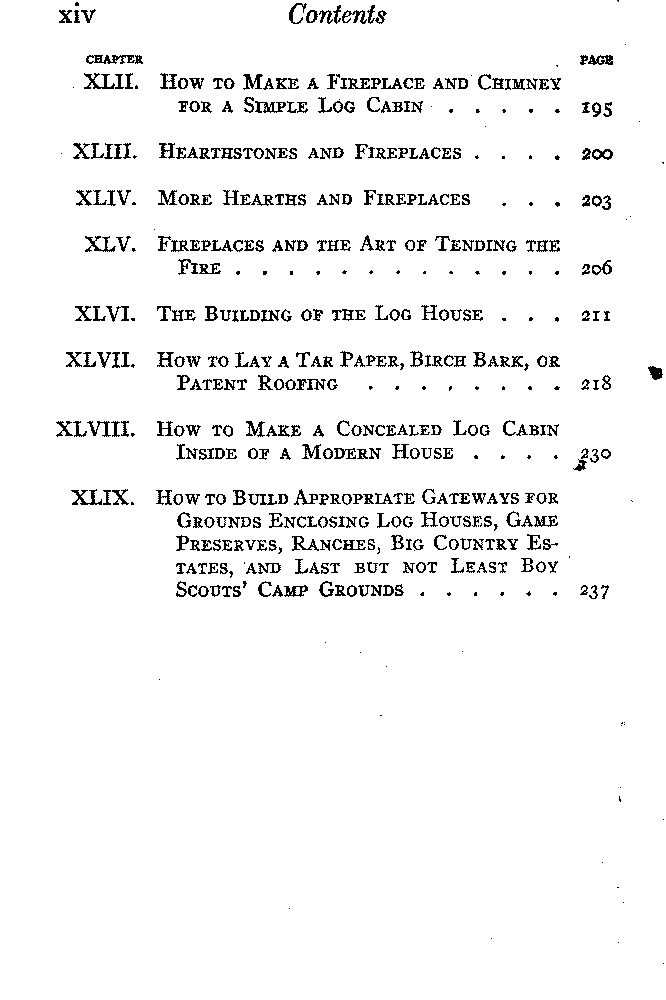 xiv Contents
CHAPTER PAGE
XLII. How to Make a Fireplace and Chimney
for a Simple Log Cabin . . . . . 195
XLIII. Hearthstones and Fireplaces . . . . 200
XLIV. More Hearths and Fireplaces . . . 203
XLV. Fireplaces and the Art of Tending the
Fire . . . . . . . . . . . . . 206
XLVI. The Building of the Log House . . . 211
XLVII. How to Lay a Tar Paper, Birch Bark, or
Patent Roofing . . . . . . . . 218
XLVIII. How to Make a Concealed Log Cabin
Inside of a Modern House . . . . 230
XLIX. How to Build Appropriate Gateways for
Grounds Enclosing Log Houses, Game
Preserves, Ranches, Big Country Es-
tates, and Last but not Least Boy
Scouts' Camp Grounds . . . . . . 237